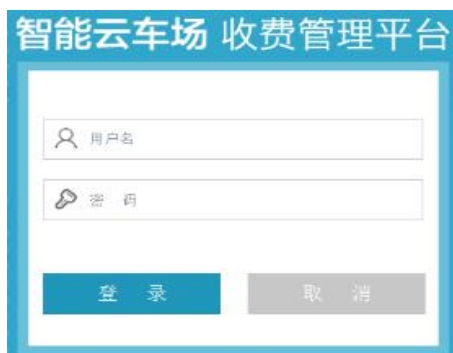 智能云车场 收费管理平台
用户名
密 码
登 录
取 消